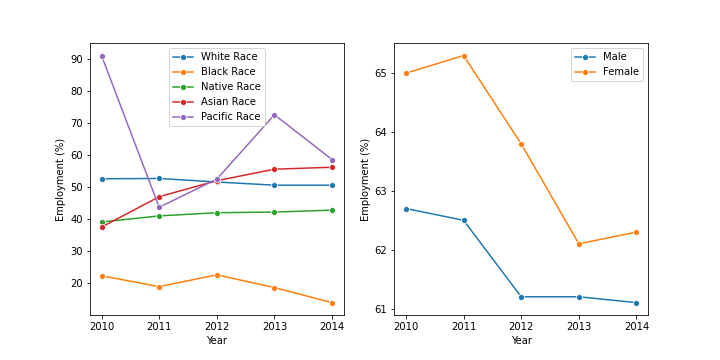 White Race
Black Race
Native Race
Asian Race
Pacific Race
90
80
70
60
50
40
30
20
Employment (%)
2010 2011 2012 2013 2014
Year
Male
Female
65
64
63
62
61
Employment (%)
2010 2011 2012 2013 2014
Year